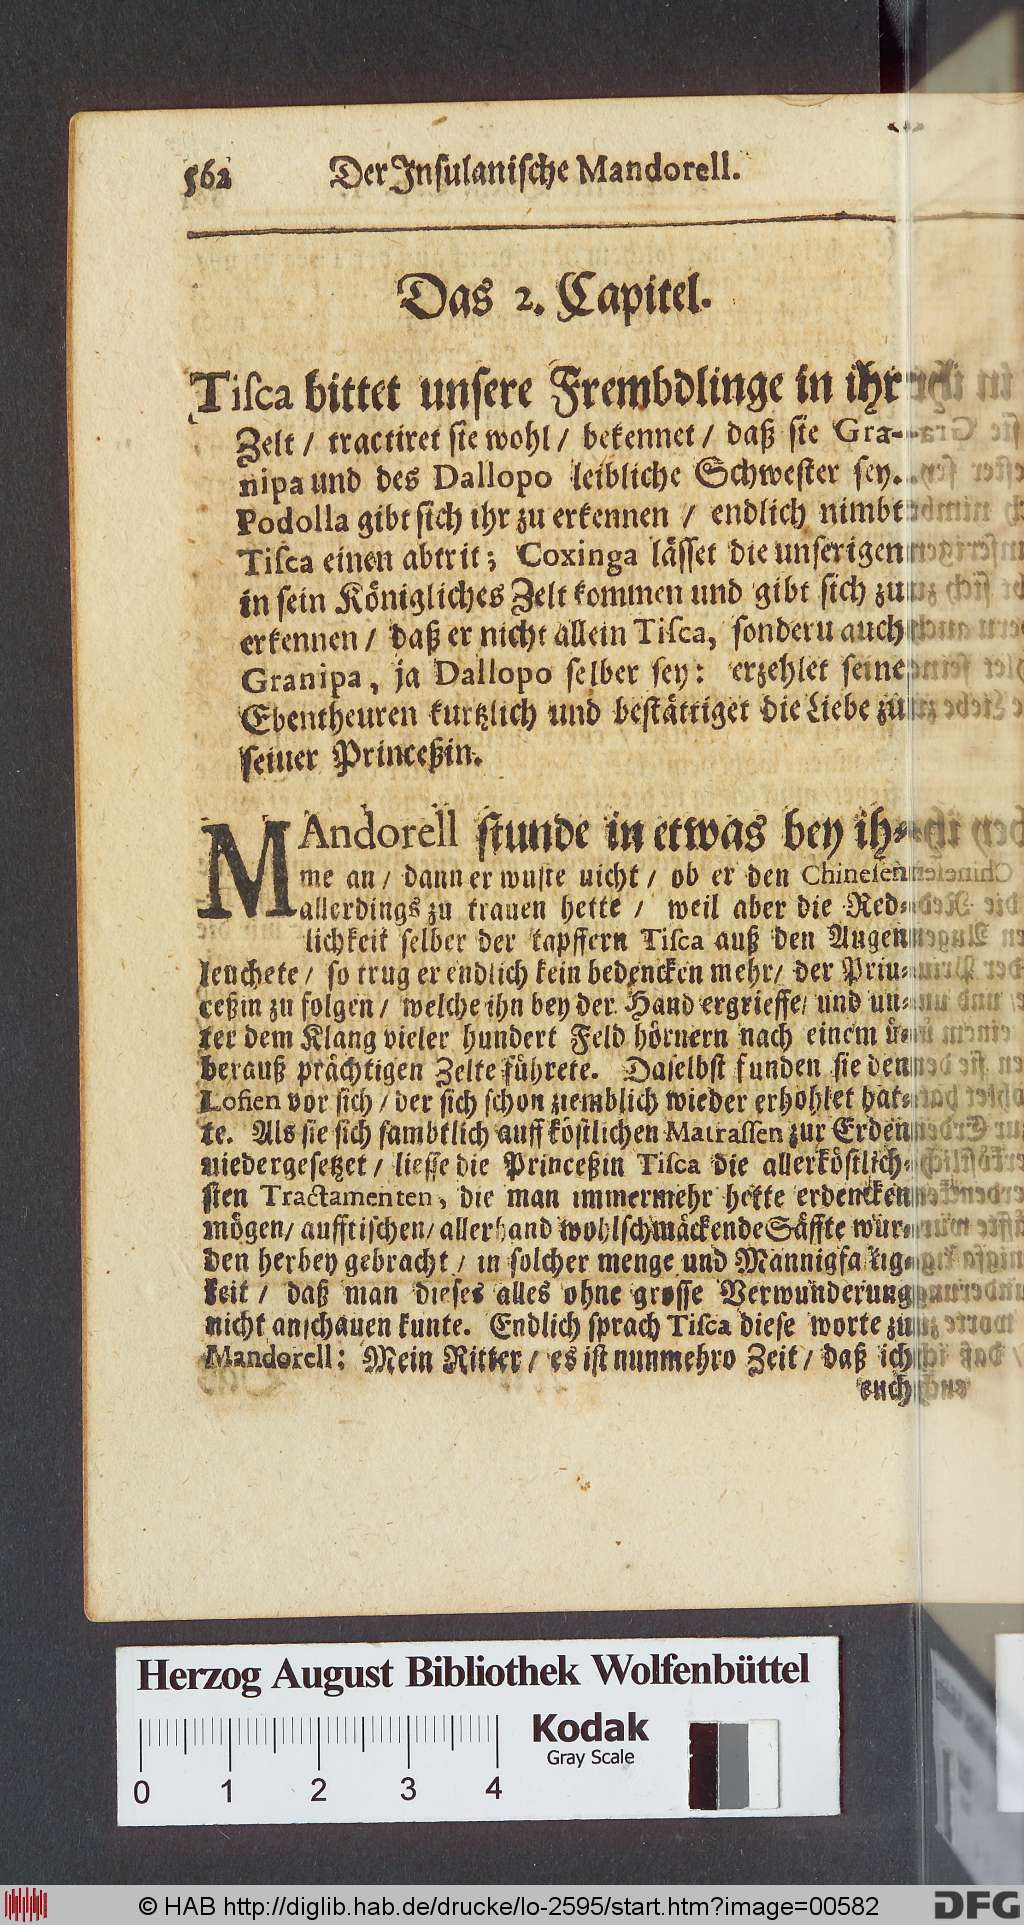 562 Der Insulanische Mandorell.
Das 2. Capitel.
Tisca bittet unsere Frembdlinge in ihr
Zelt / tractiret sie wohl / bekennet / daß sie Gra-
nipa und des Dallopo leibliche Schwester sey.
Podolla gibt sich ihr zu erkennen / endlich nimbt
Tisca einen abtrit; Coxinga lässet die unserigen
in sein Königliches Zelt kommen und gibt sich zu
erkennen / daß er nicht allein Tisca, sonderu auch
Granipa, ja Dallopo selber sey: erzehlet seine
Ebentheuren kurtzlich und bestättiget die Liebe zu
seiner Princeßin.
MAndorell stunde in etwas bey ih-
me an / dann er wuste nicht / ob er den Chinesen
allerdings zu trauen hette / weil aber die Red-
lichkeit selber der tapffern Tisca auß den Augen
leuchete / so trug er endlich kein bedencken mehr / der Prin-
ceßin zu folgen / welche ihn bey der Hand ergrieffe / und un-
ter dem Klang vieler hundert Feld hörnern nach einem ü-
berauß prächtigen Zelte führete. Daselbst funden sie den
Losien vor sich / der sich schon ziemblich wieder erhohlet hat-
te. Als sie sich sambtlich auff köstlichen Matrassen zur Erden
niedergesetzet / liesse die Princeßin Tisca die allerköstlich-
sten Tractamenten, die man immermehr hette erdencken
mögen / aufftischen / allerhand wohlschmäckende Säffte wur-
den herbey gebracht / in solcher menge und Mannigfaltig-
keit / daß man dieses alles ohne grosse Verwunderung
nicht anschauen kunte. Endlich sprach Tisca diese worte zu
Mandorell: Mein Ritter / es ist nunmehro Zeit / daß ich
euch
Herzog August Bibliothek Wolfenbüttel
Kodak
Gray Scale
0 1 2 3 4
© HAB http://diglib.hab.de/drucke/lo-2595/start.htm?image=00582
DFG